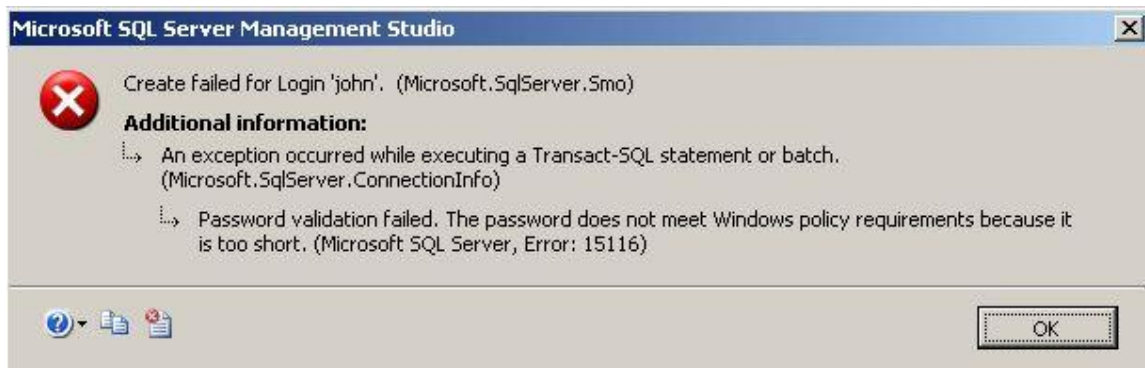 Microsoft SQL Server Management Studio
Create failed for Login 'john'. (Microsoft.SqlServer.Smo)
Additional information:
An exception occurred while executing a Transact-SQL statement or batch.
(Microsoft.SqlServer.ConnectionInfo)
Password validation failed. The password does not meet Windows policy requirements because it
is too short. (Microsoft SQL Server, Error: 15116)
OK